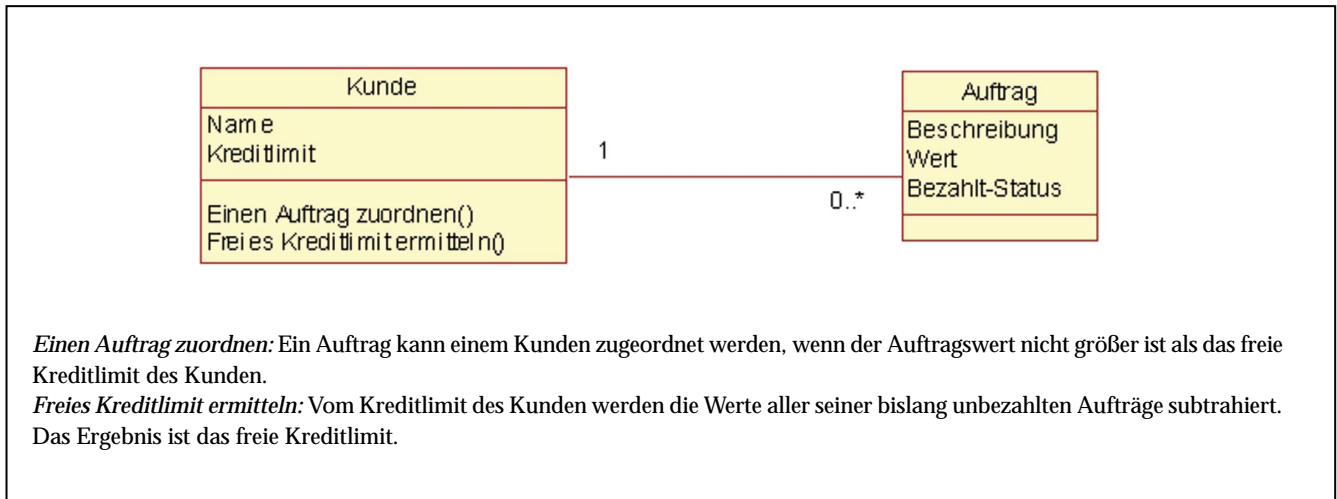 Kunde
Name
Kreditlimit
Einen Auftrag zuordnen()
Freies Kreditlimit ermitteln()
1
0..*
Auftrag
Beschreibung
Wert
Bezahlt-Status
Einen Auftrag zuordnen: Ein Auftrag kann einem Kunden zugeordnet werden, wenn der Auftragswert nicht größer ist als das freie
Kreditlimit des Kunden.
Freies Kreditlimit ermitteln: Vom Kreditlimit des Kunden werden die Werte aller seiner bislang unbezahlten Aufträge subtrahiert.
Das Ergebnis ist das freie Kreditlimit.